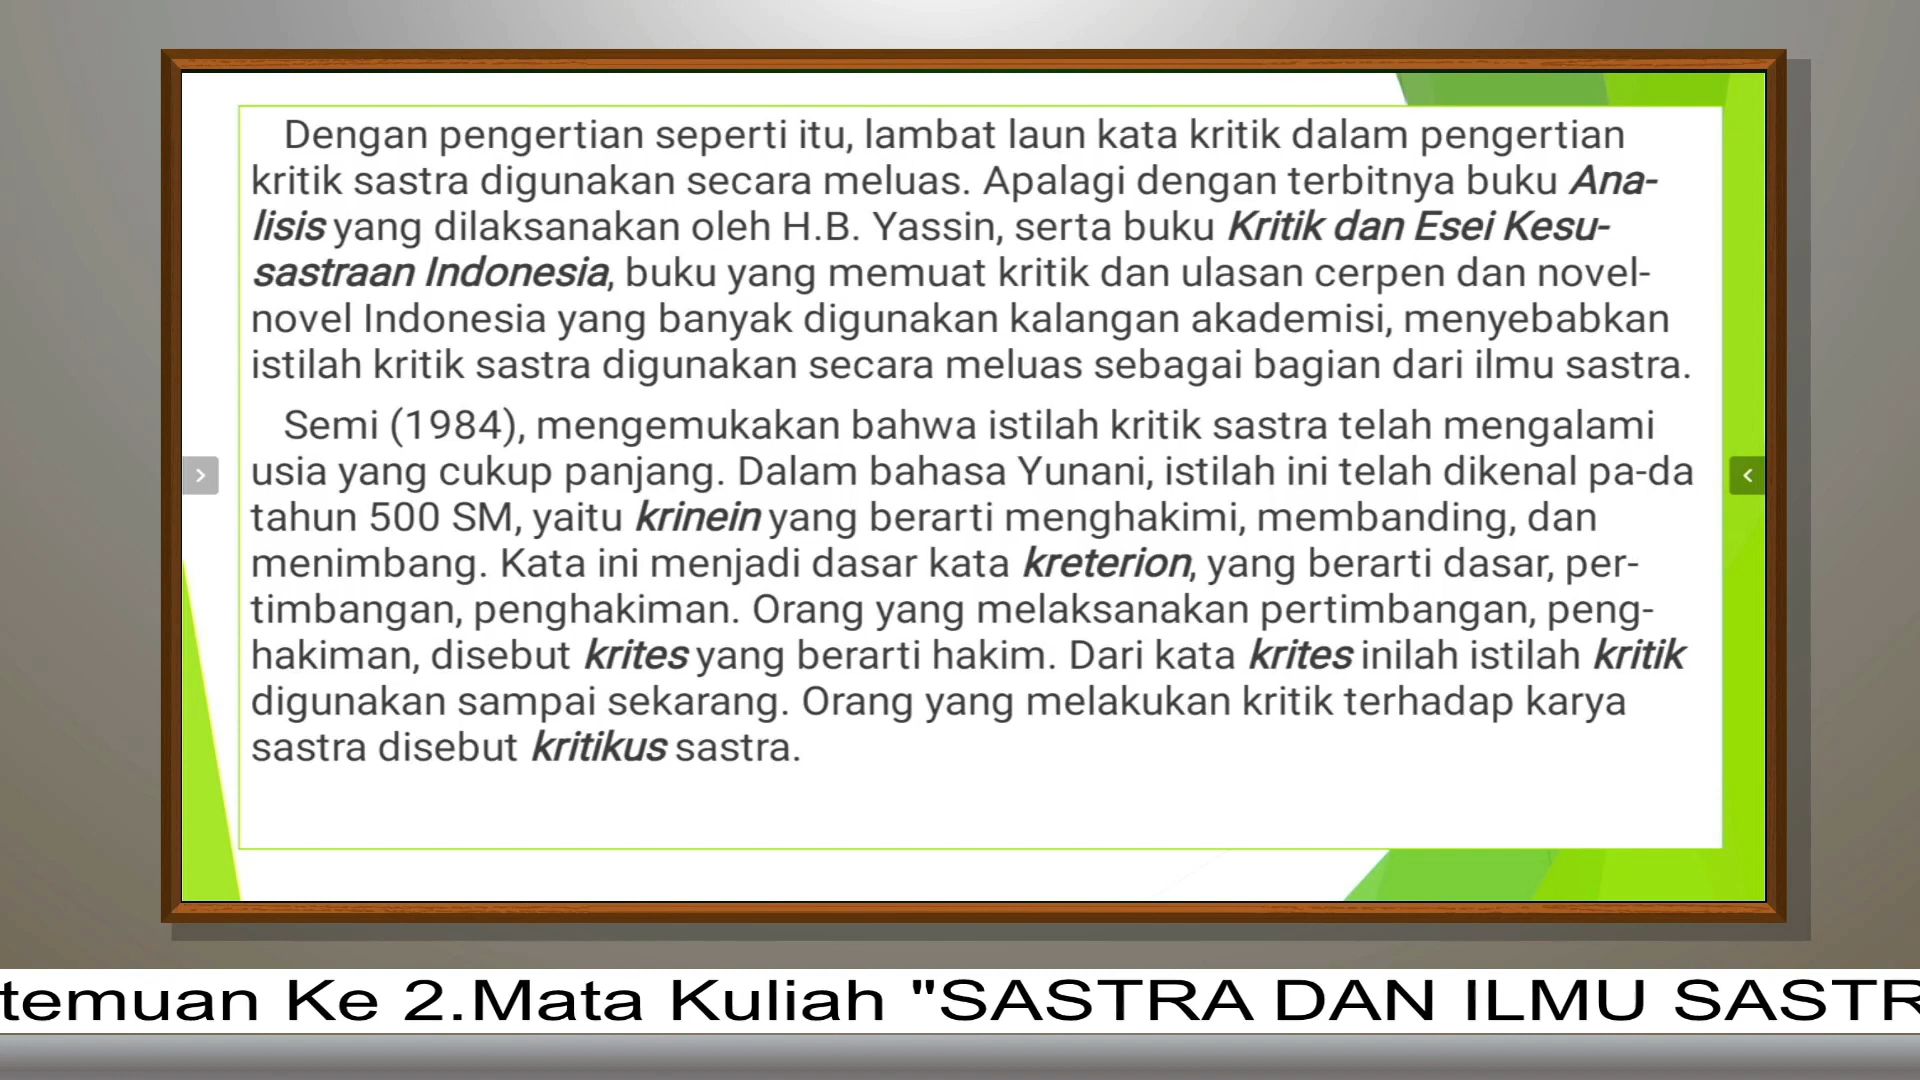 Dengan pengertian seperti itu, lambat laun kata kritik dalam pengertian
kritik sastra digunakan secara meluas. Apalagi dengan terbitnya buku Ana-
lisis yang dilaksanakan oleh H.B. Yassin, serta buku Kritik dan Esei Kesu-
sastraan Indonesia, buku yang memuat kritik dan ulasan cerpen dan novel-
novel Indonesia yang banyak digunakan kalangan akademisi, menyebabkan
istilah kritik sastra digunakan secara meluas sebagai bagian dari ilmu sastra.
Semi (1984), mengemukakan bahwa istilah kritik sastra telah mengalami
usia yang cukup panjang. Dalam bahasa Yunani, istilah ini telah dikenal pa-da
tahun 500 SM, yaitu krinein yang berarti menghakimi, membanding, dan
menimbang. Kata ini menjadi dasar kata kreterion, yang berarti dasar, per-
timbangan, penghakiman. Orang yang melaksanakan pertimbangan, peng-
hakiman, disebut krites yang berarti hakim. Dari kata krites inilah istilah kritik
digunakan sampai sekarang. Orang yang melakukan kritik terhadap karya
sastra disebut kritikus sastra.
temuan Ke 2.Mata Kuliah "SASTRA DAN ILMU SASTR